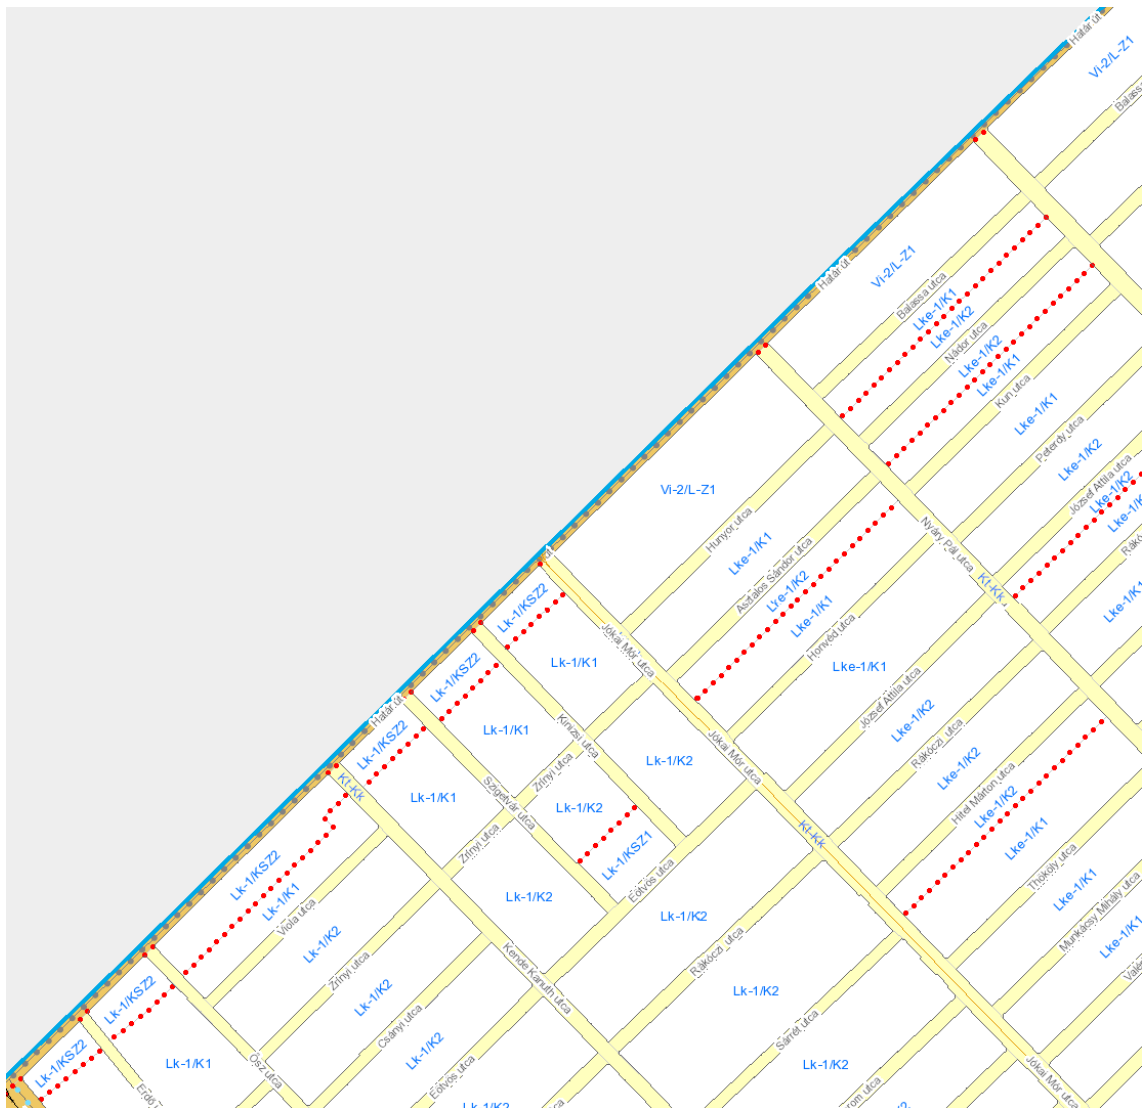 Határ út
Vi-2/L-Z1
Balassa
Határ út
Vi-2/L-Z1
Balassa utca
Lke-1/K1
Lke-1/K2
Nádor utca
Lke-1/K2
Lke-1/K1
Kun utca
Lke-1/K1
Peterdy utca
Lke-1/K2
József Attila utca
Lke-1/K2
Vi-2/L-Z1
Hunyor utca
Lke-1/K1
Asztalos Sándor utca
Lke-1/K2
Lke-1/K1
Honvéd utca
Nyáry Pál utca
Kt-Kk
Lke-1/K1
Lke-1/K1
József Attila utca
Lke-1/K2
Rákóczi utca
Lke-1/K2
Hitel Márton utca
Lke-1/K2
Lke-1/K1
Thököly utca
Lke-1/K1
Munkácsy Mihály utca
Lke-1/K1
út
Lk-1/KSZ2
Jókai Mór utca
Lk-1/K1
Lk-1/KSZ2
Kinizsi utca
Lk-1/K1
Határ út
Lk-1/KSZ2
Zrínyi utca
Lk-1/K2
Jókai Mór utca
Kt-Kk
Kt-Kk
Lk-1/K1
Szigetvár utca
Lk-1/K2
Lk-1/KSZ1
Zrínyi utca
Eötvös utca
Lk-1/KSZ2
Lk-1/K1
Viola utca
Lk-1/K2
Lk-1/K2
Lk-1/K2
Rákóczi utca
Kende Kanuth utca
Zrínyi utca
Lk-1/K2
Csányi utca
Lk-1/K2
Lk-1/K2
Sárrét utca
Lk-1/KSZ2
Lk-1/KSZ2
Lk-1/K1
Ősz utca
Eötvös utca
Lk-1/K2
Jókai Mór utca
Lk-1/K2